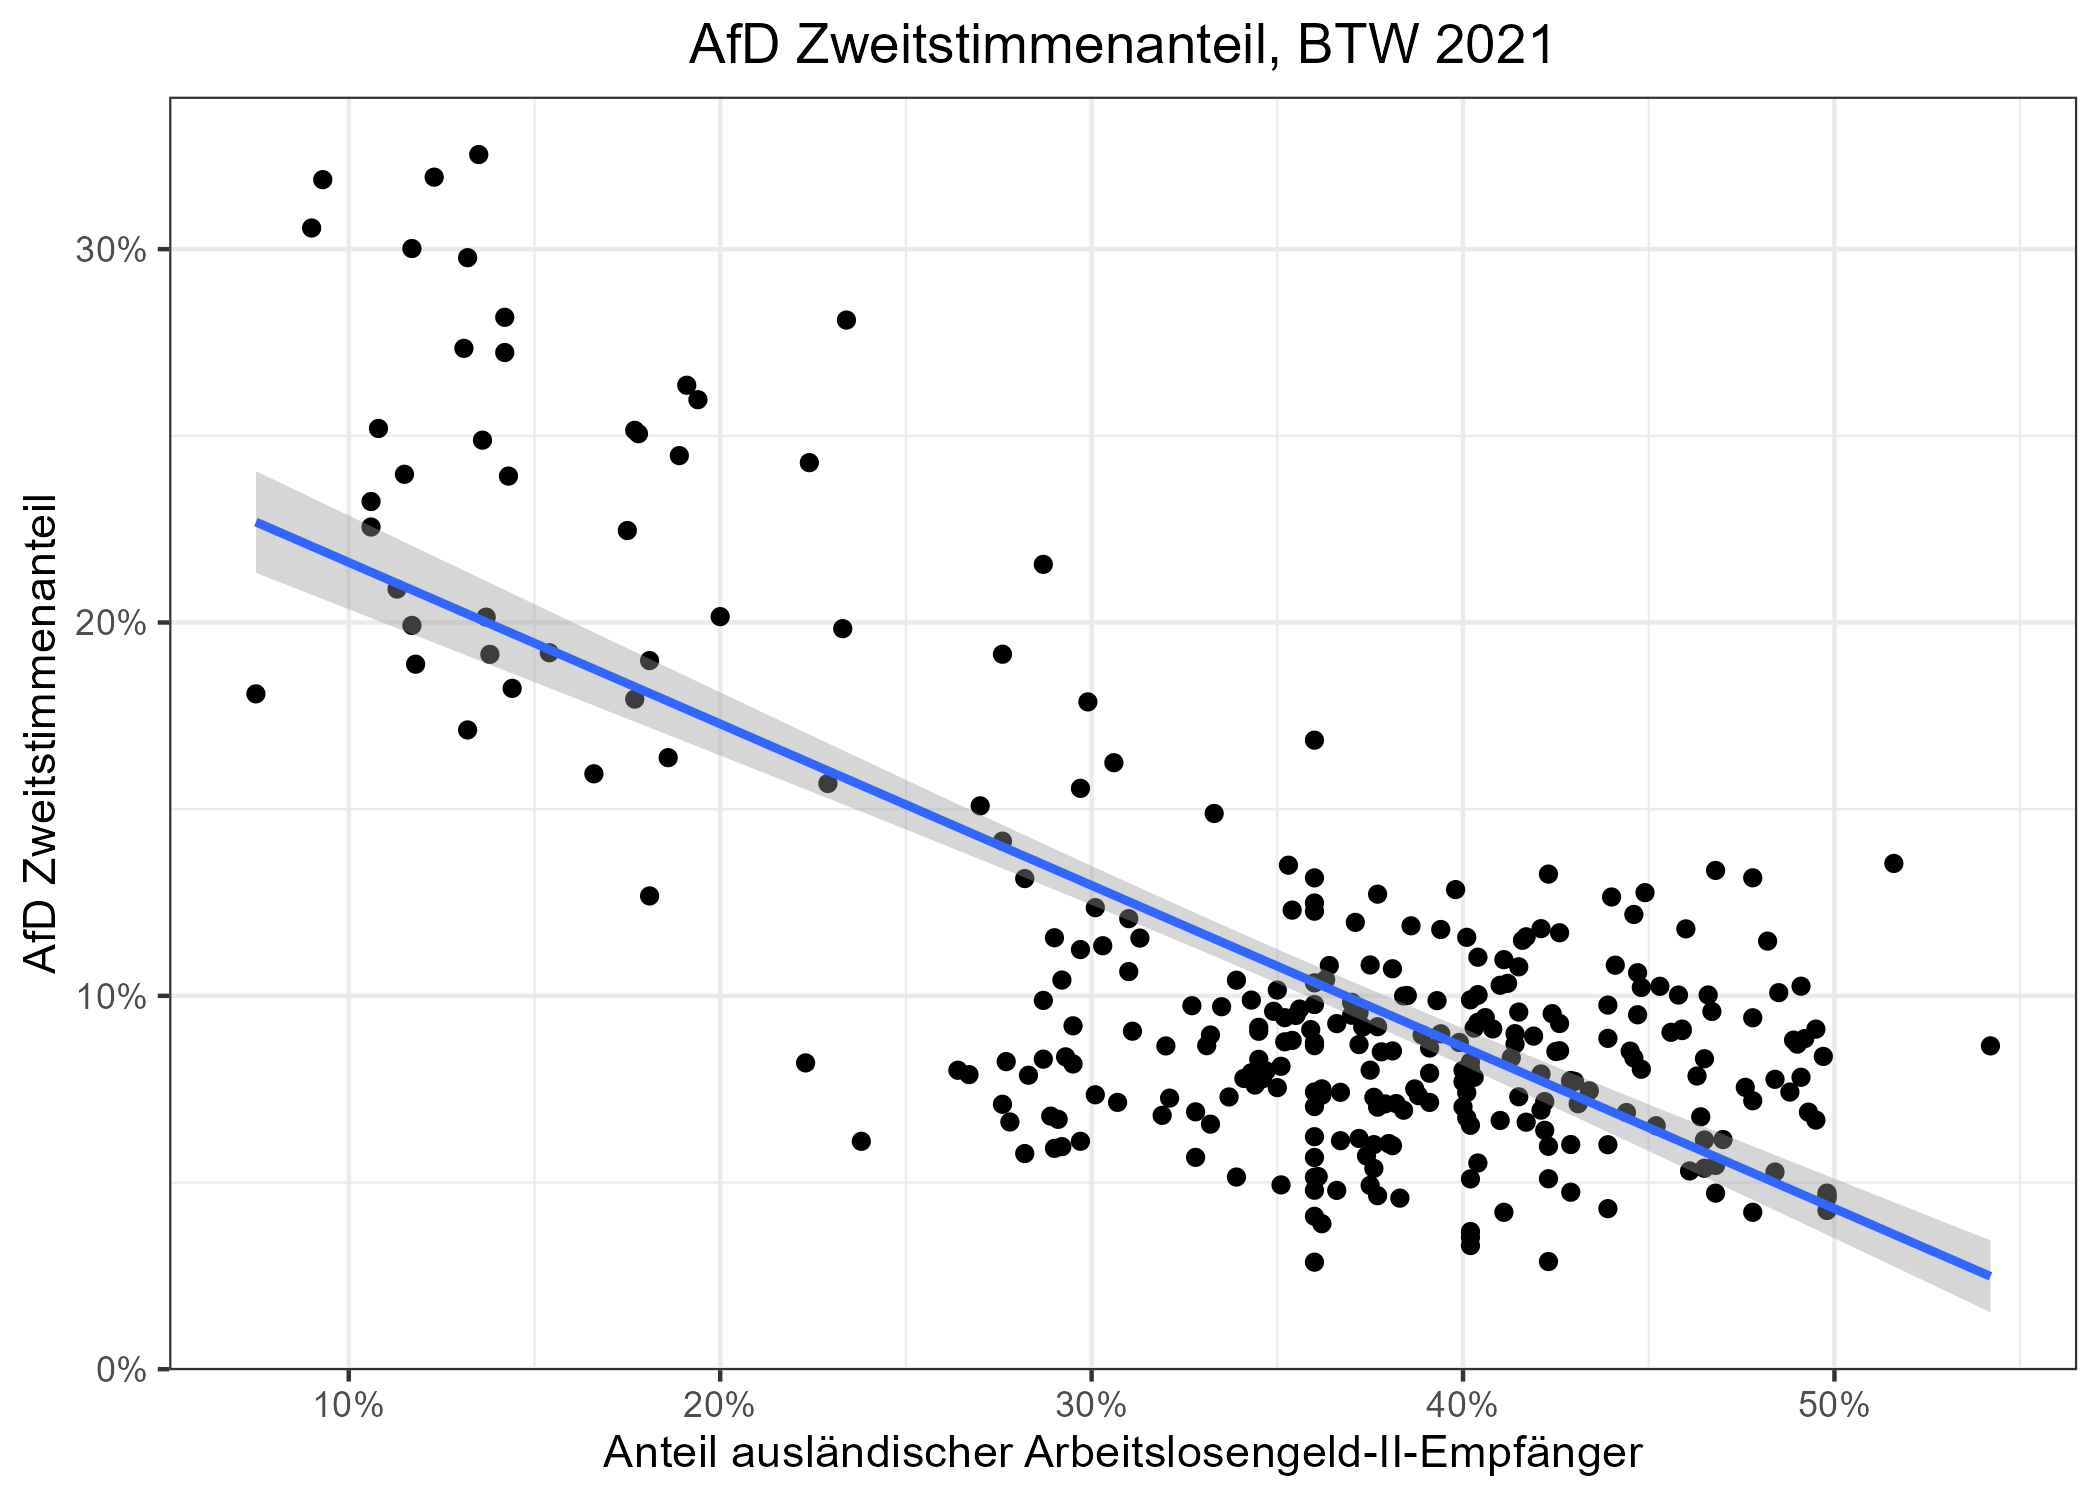 AfD Zweitstimmenanteil, BTW 2021
AfD Zweitstimmenanteil
30%
20%
10%
0%
10% 20% 30% 40% 50%
Anteil ausländischer Arbeitslosengeld-II-Empfänger